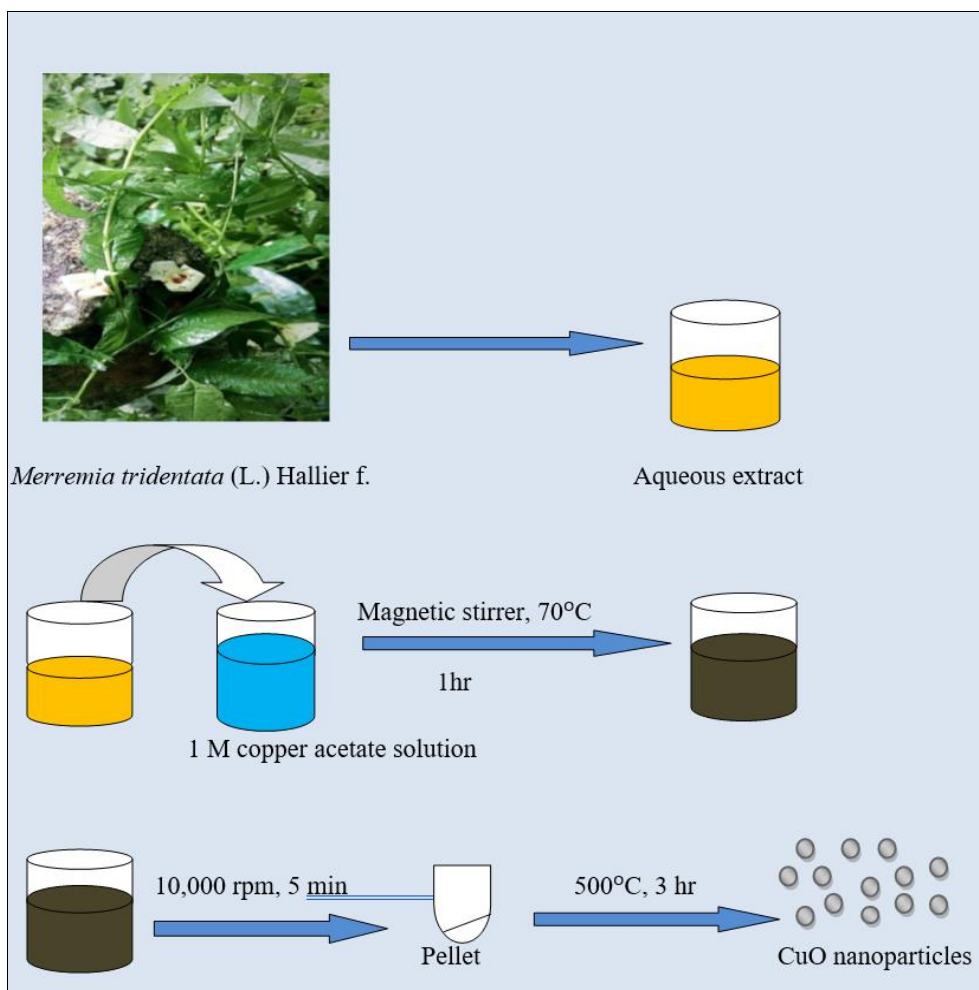 Merremia tridentata (L.) Hallier f.
Aqueous extract
Magnetic stirrer, 70°C
1hr
1 M copper acetate solution
10,000 rpm, 5 min
500°C, 3 hr
Pellet
CuO nanoparticles